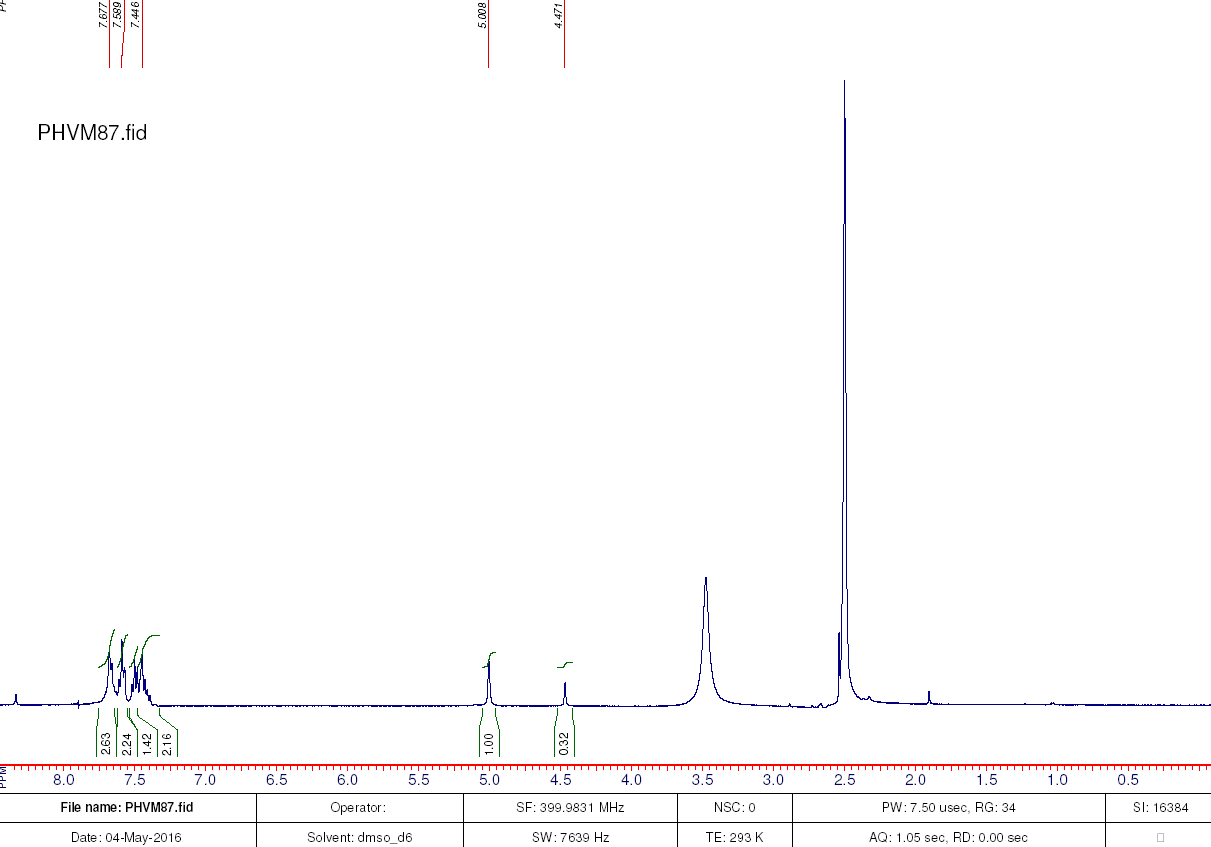 7.677 7.589 7.446 5.008 4.471
PHVM87.fid
2.63 2.24 1.42 2.16 1.00 0.32
PPM 8.0 7.5 7.0 6.5 6.0 5.5 5.0 4.5 4.0 3.5 3.0 2.5 2.0 1.5 1.0 0.5
File name: PHVM87.fid Operator: SF: 399.9831 MHz NSC: 0 PW: 7.50 usec, RG: 34 SI: 16384
Date: 04-May-2016 Solvent: dmso_d6 SW: 7639 Hz TE: 293 K AQ: 1.05 sec, RD: 0.00 sec